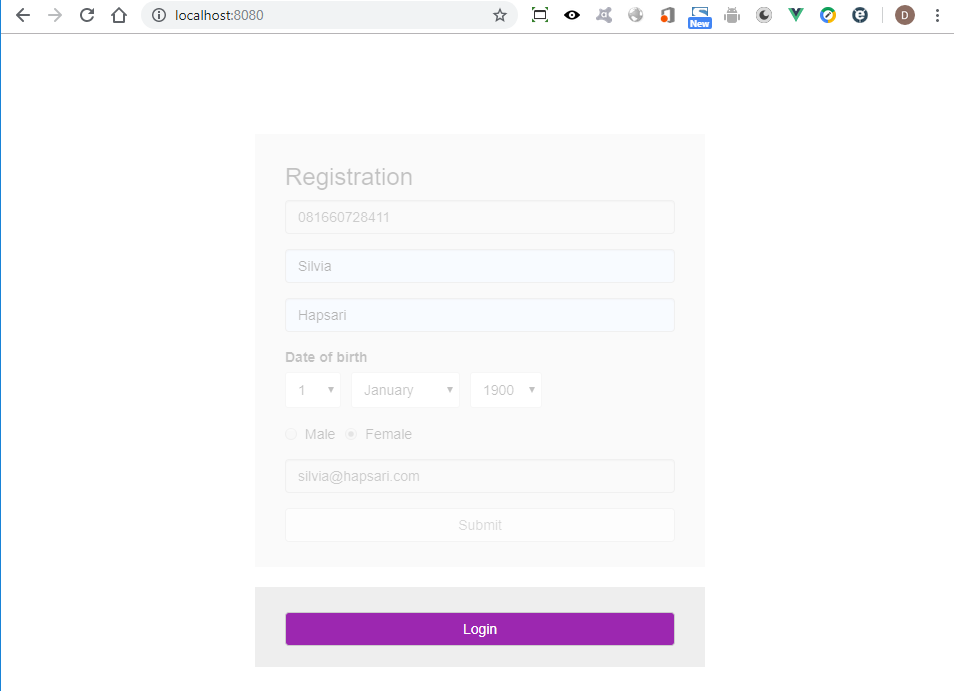 localhost:8080
New
D
Registration
081660728411
Silvia
Hapsari
Date of birth
1 January 1900
Male Female
silvia@hapsari.com
Submit
Login